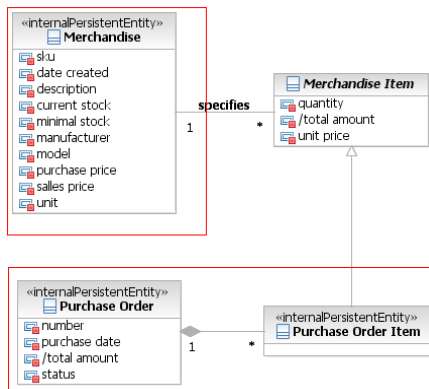 «internalPersistentEntity»
Merchandise
sku
date created
description
current stock
minimal stock
manufacturer
model
purchase price
salles price
unit
specifies
1
*
Merchandise Item
quantity
/total amount
unit price
«internalPersistentEntity»
Purchase Order
number
purchase date
/total amount
status
1
*
«internalPersistentEntity»
Purchase Order Item